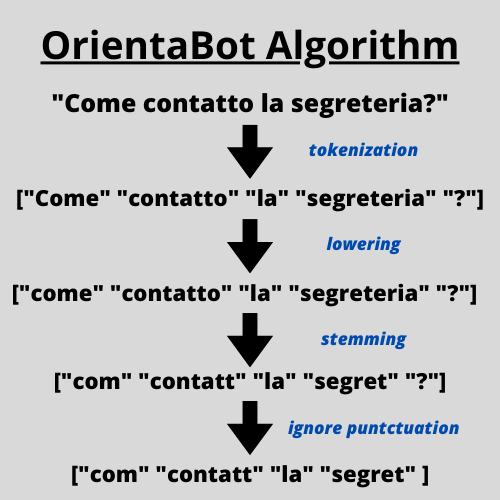 OrientaBot Algorithm
"Come contatto la segreteria?"
tokenization
["Come" "contatto" "la" "segreteria" "?"]
lowering
["come" "contatto" "la" "segreteria" "?"]
stemming
["com" "contatt" "la" "segret" "?"]
ignore puntctuation
["com" "contatt" "la" "segret" ]